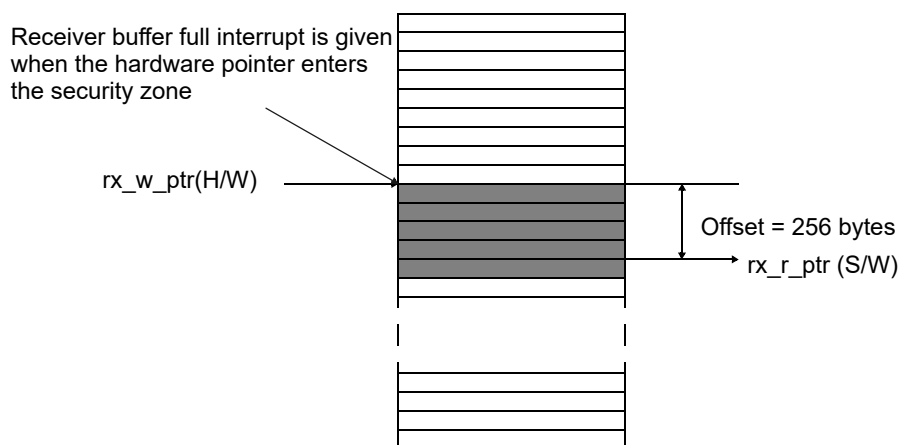 Receiver buffer full interrupt is given
when the hardware pointer enters
the security zone
rx_w_ptr(H/W)
Offset = 256 bytes
rx_r_ptr (S/W)